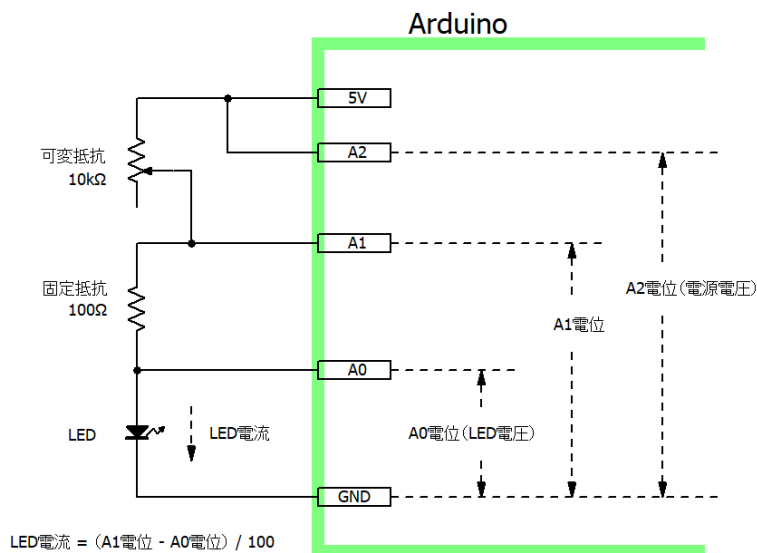 Arduino
5V
A2
可変抵抗
10kΩ
A1
固定抵抗
100Ω
A2電位(電源電圧)
A1電位
A0
LED
LED電流
A0電位(LED電圧)
GND
LED電流 = (A1電位 - A0電位) / 100